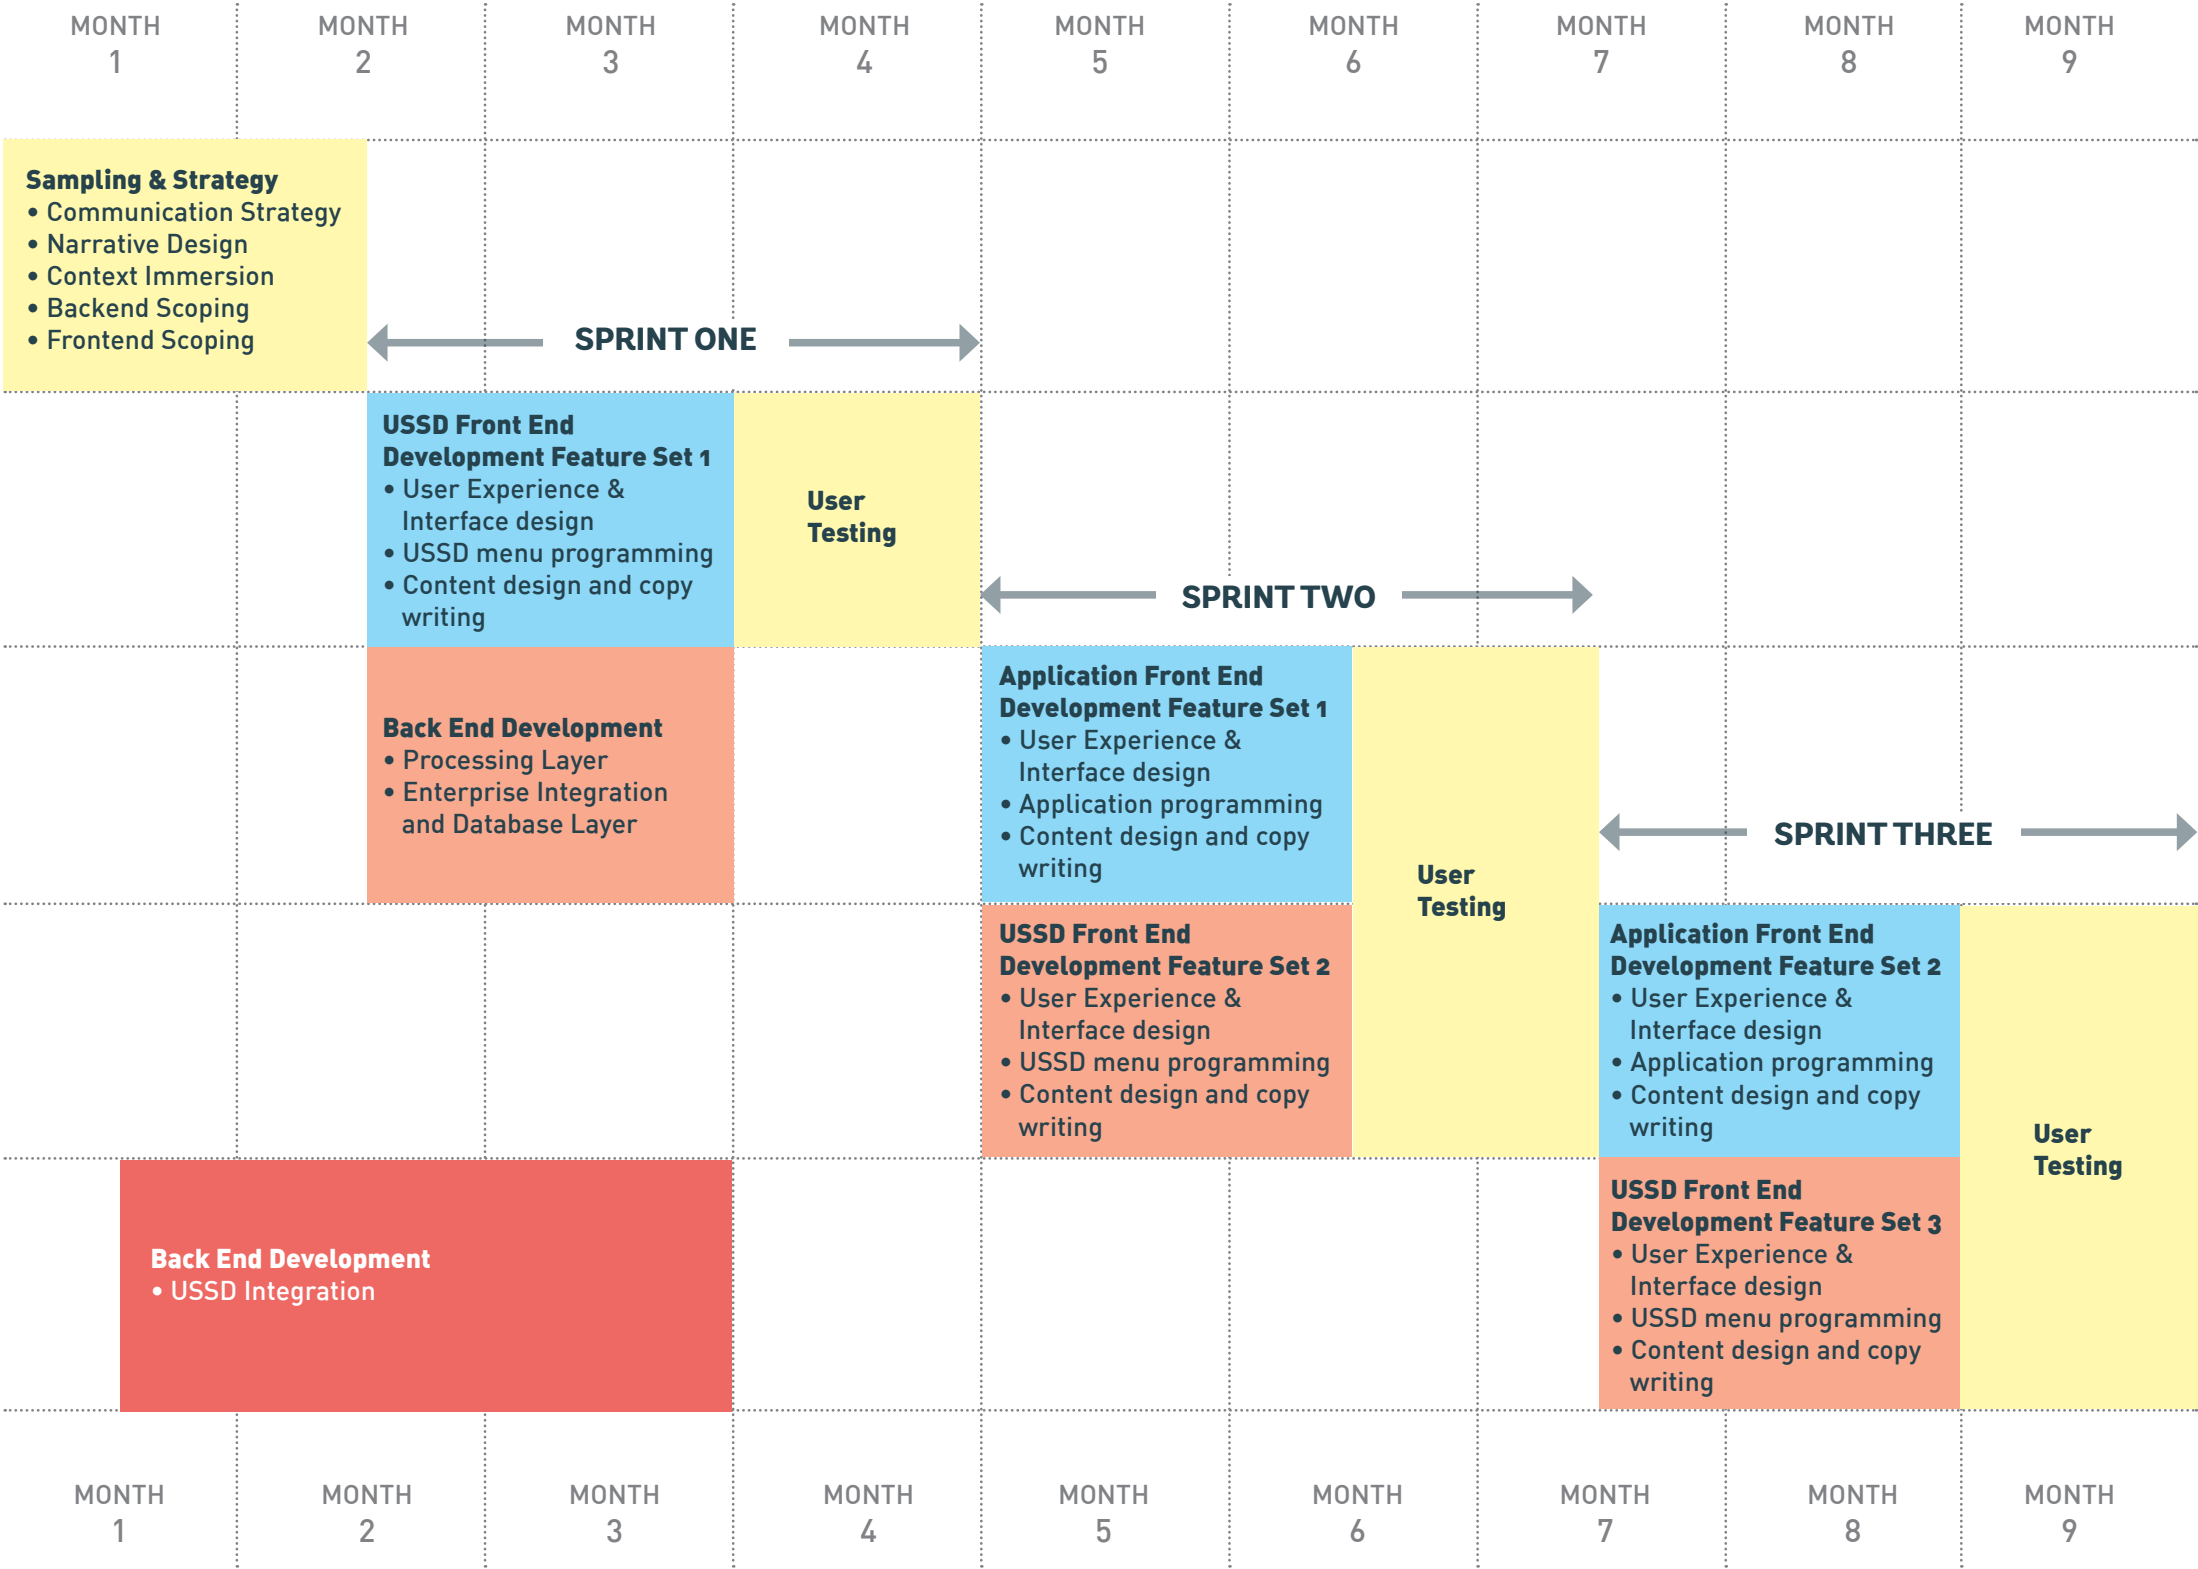 MONTH
1
MONTH
2
MONTH
3
MONTH
4
MONTH
5
MONTH
6
MONTH
7
MONTH
8
MONTH
9
Sampling & Strategy
• Communication Strategy
• Narrative Design
• Context Immersion
• Backend Scoping
• Frontend Scoping
SPRINT ONE
USSD Front End
Development Feature Set 1
• User Experience &
Interface design
• USSD menu programming
• Content design and copy
writing
User
Testing
SPRINT TWO
Back End Development
• Processing Layer
• Enterprise Integration
and Database Layer
Application Front End
Development Feature Set 1
• User Experience &
Interface design
• Application programming
• Content design and copy
writing
User
Testing
SPRINT THREE
USSD Front End
Development Feature Set 2
• User Experience &
Interface design
• USSD menu programming
• Content design and copy
writing
Application Front End
Development Feature Set 2
• User Experience &
Interface design
• Application programming
• Content design and copy
writing
User
Testing
Back End Development
• USSD Integration
USSD Front End
Development Feature Set 3
• User Experience &
Interface design
• USSD menu programming
• Content design and copy
writing
MONTH
1
MONTH
2
MONTH
3
MONTH
4
MONTH
5
MONTH
6
MONTH
7
MONTH
8
MONTH
9